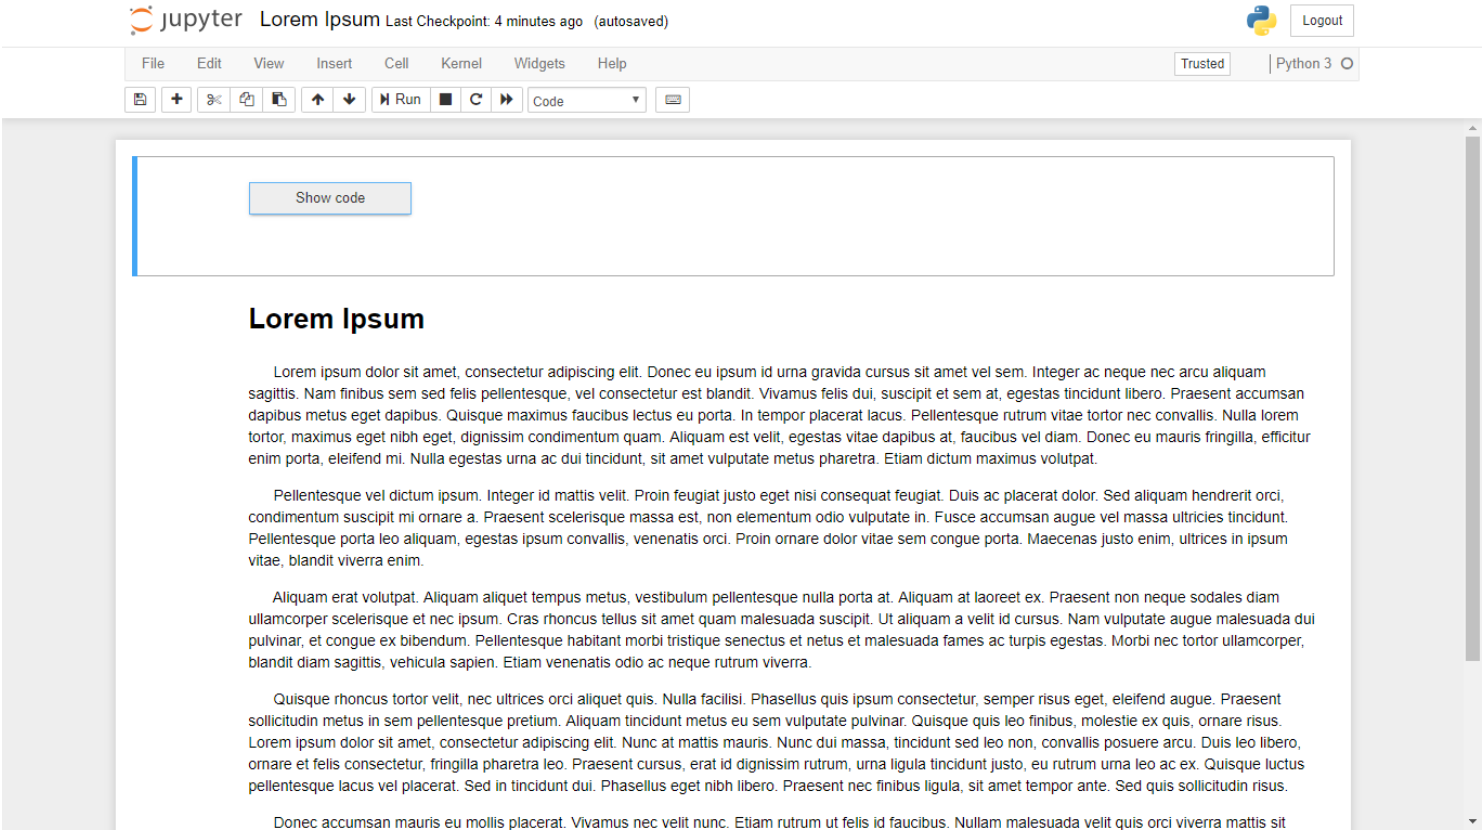 jupyter Lorem Ipsum Last Checkpoint: 4 minutes ago (autosaved) Logout
File Edit View Insert Cell Kernel Widgets Help Trusted Python 3
Run Code
Show code
Lorem Ipsum
Lorem ipsum dolor sit amet, consectetur adipiscing elit. Donec eu ipsum id urna gravida cursus sit amet vel sem. Integer ac neque nec arcu aliquam
sagittis. Nam finibus sem sed felis pellentesque, vel consectetur est blandit. Vivamus felis dui, suscipit et sem at, egestas tincidunt libero. Praesent accumsan
dapibus metus eget dapibus. Quisque maximus faucibus lectus eu porta. In tempor placerat lacus. Pellentesque rutrum vitae tortor nec convallis. Nulla lorem
tortor, maximus eget nibh eget, dignissim condimentum quam. Aliquam est velit, egestas vitae dapibus at, faucibus vel diam. Donec eu mauris fringilla, efficitur
enim porta, eleifend mi. Nulla egestas urna ac dui tincidunt, sit amet vulputate metus pharetra. Etiam dictum maximus volutpat.
Pellentesque vel dictum ipsum. Integer id mattis velit. Proin feugiat justo eget nisi consequat feugiat. Duis ac placerat dolor. Sed aliquam hendrerit orci,
condimentum suscipit mi ornare a. Praesent scelerisque massa est, non elementum odio vulputate in. Fusce accumsan augue vel massa ultricies tincidunt.
Pellentesque porta leo aliquam, egestas ipsum convallis, venenatis orci. Proin ornare dolor vitae sem congue porta. Maecenas justo enim, ultrices in ipsum
vitae, blandit viverra enim.
Aliquam erat volutpat. Aliquam aliquet tempus metus, vestibulum pellentesque nulla porta at. Aliquam at laoreet ex. Praesent non neque sodales diam
ullamcorper scelerisque et nec ipsum. Cras rhoncus tellus sit amet quam malesuada suscipit. Ut aliquam a velit id cursus. Nam vulputate augue malesuada dui
pulvinar, et congue ex bibendum. Pellentesque habitant morbi tristique senectus et netus et malesuada fames ac turpis egestas. Morbi nec tortor ullamcorper,
blandit diam sagittis, vehicula sapien. Etiam venenatis odio ac neque rutrum viverra.
Quisque rhoncus tortor velit, nec ultrices orci aliquet quis. Nulla facilisi. Phasellus quis ipsum consectetur, semper risus eget, eleifend augue. Praesent
sollicitudin metus in sem pellentesque pretium. Aliquam tincidunt metus eu sem vulputate pulvinar. Quisque quis leo finibus, molestie ex quis, ornare risus.
Lorem ipsum dolor sit amet, consectetur adipiscing elit. Nunc at mattis mauris. Nunc dui massa, tincidunt sed leo non, convallis posuere arcu. Duis leo libero,
ornare et felis consectetur, fringilla pharetra leo. Praesent cursus, erat id dignissim rutrum, urna ligula tincidunt justo, eu rutrum urna leo ac ex. Quisque luctus
pellentesque lacus vel placerat. Sed in tincidunt dui. Phasellus eget nibh libero. Praesent nec finibus ligula, sit amet tempor ante. Sed quis sollicitudin risus.
Donec accumsan mauris eu mollis placerat. Vivamus nec velit nunc. Etiam rutrum ut felis id faucibus. Nullam malesuada velit quis orci viverra mattis sit